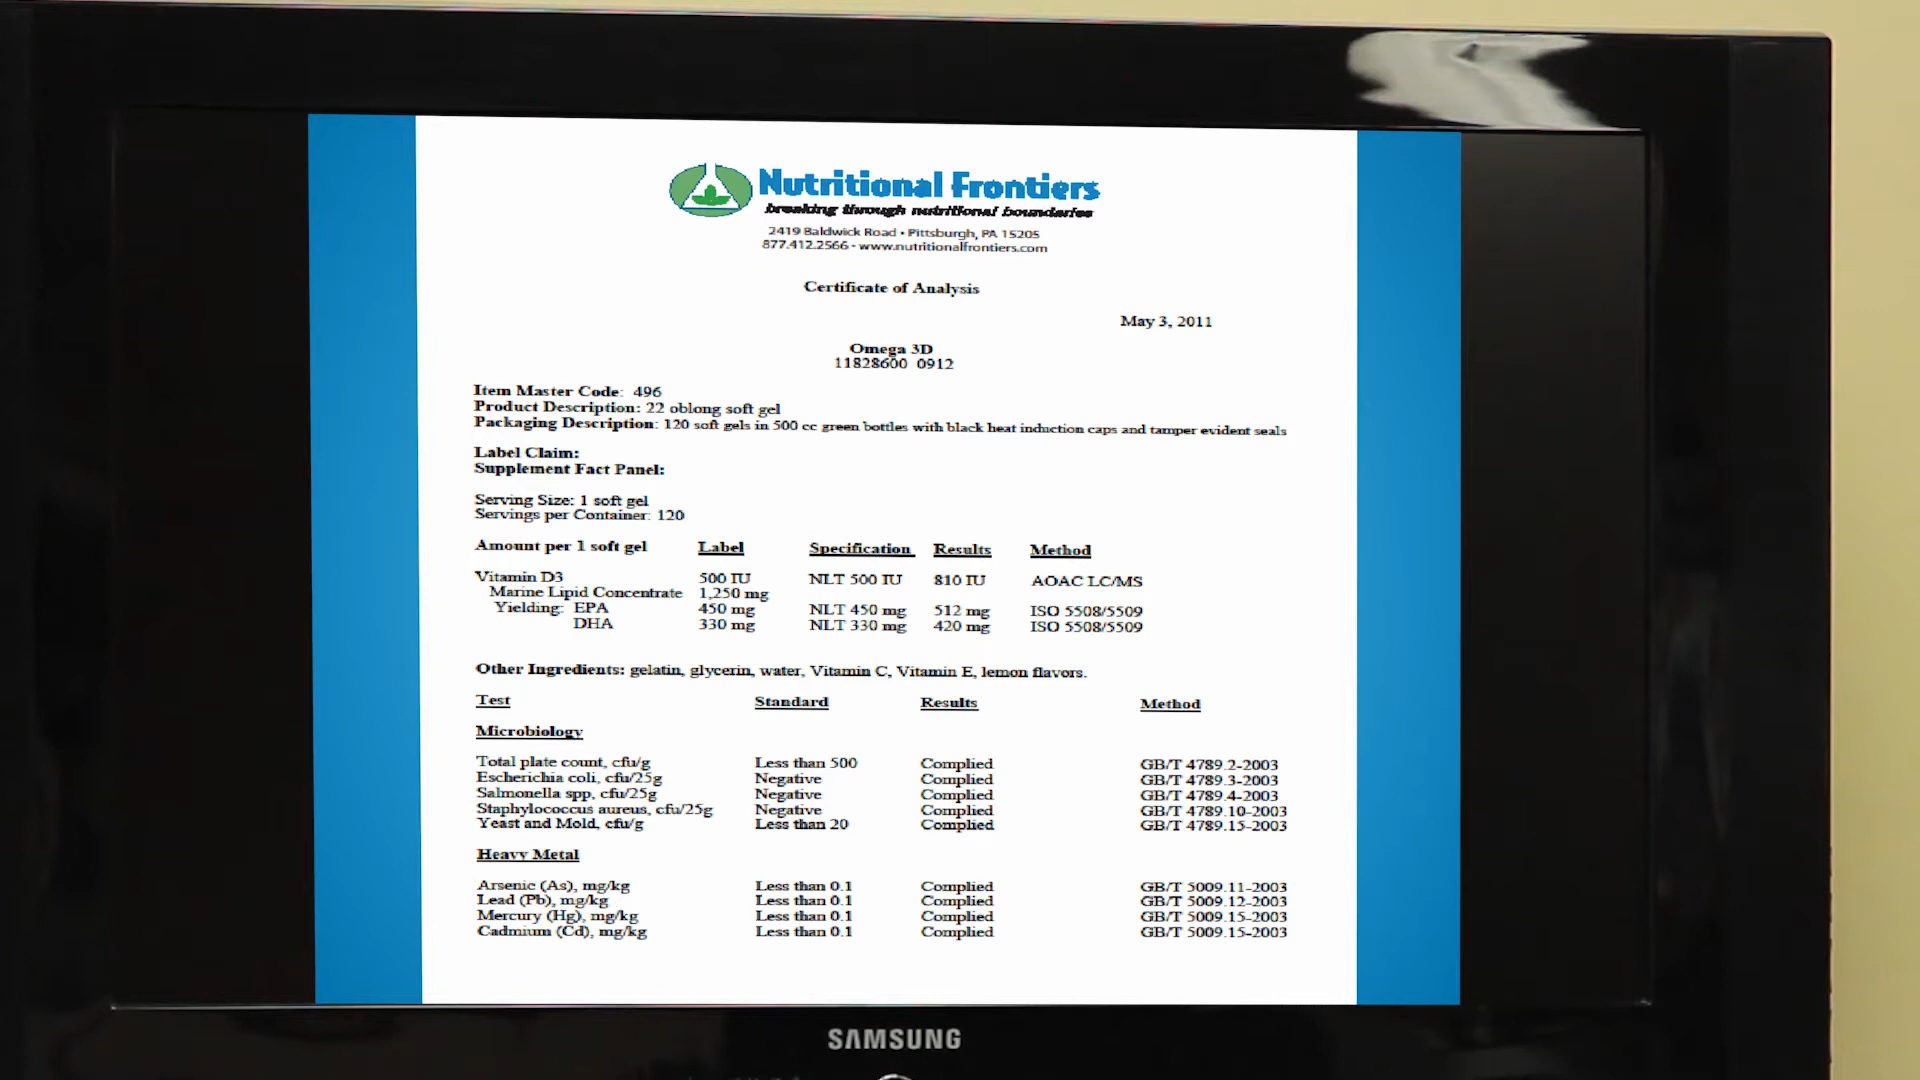 Nutritional Frontiers
breaking through nutritional boundaries
2419 Baldwick Road • Pittsburgh, PA 15205
877.412.2566 - www.nutritionalfrontiers.com
Certificate of Analysis
May 3, 2011
Omega 3D
11828600 0912
Item Master Code: 496
Product Description: 22 oblong soft gel
Packaging Description: 120 soft gels in 500 cc green bottles with black heat induction caps and tamper evident seals
Label Claim:
Supplement Fact Panel:
Serving Size: 1 soft gel
Servings per Container: 120
Amount per 1 soft gel Label Specification Results Method
Vitamin D3 500 IU NLT 500 IU 810 IU AOAC LC/MS
Marine Lipid Concentrate 1,250 mg
Yielding: EPA 450 mg NLT 450 mg 512 mg ISO 5508/5509
DHA 330 mg NLT 330 mg 420 mg ISO 5508/5509
Other Ingredients: gelatin, glycerin, water, Vitamin C, Vitamin E, lemon flavors.
Test Standard Results Method
Microbiology
Total plate count, cfu/g Less than 500 Complied GB/T 4789.2-2003
Escherichia coli, cfu/25g Negative Complied GB/T 4789.3-2003
Salmonella spp, cfu/25g Negative Complied GB/T 4789.4-2003
Staphylococcus aureus, cfu/25g Negative Complied GB/T 4789.10-2003
Yeast and Mold, cfu/g Less than 20 Complied GB/T 4789.15-2003
Heavy Metal
Arsenic (As), mg/kg Less than 0.1 Complied GB/T 5009.11-2003
Lead (Pb), mg/kg Less than 0.1 Complied GB/T 5009.12-2003
Mercury (Hg), mg/kg Less than 0.1 Complied GB/T 5009.15-2003
Cadmium (Cd), mg/kg Less than 0.1 Complied GB/T 5009.15-2003
SAMSUNG